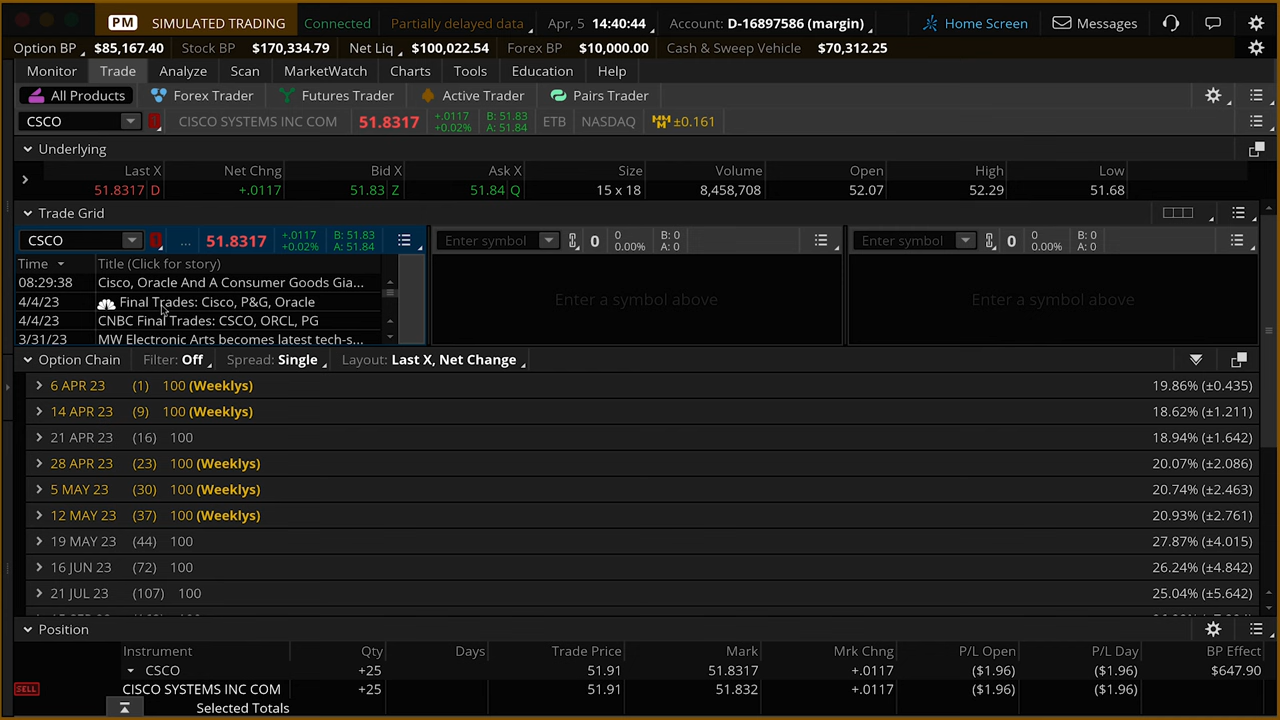 PM SIMULATED TRADING Connected Partially delayed data Apr, 5 14:40:44 Account: D-16897586 (margin) Home Screen Messages
Option BP $85,167.40 Stock BP $170,334.79 Net Liq $100,022.54 Forex BP $10,000.00 Cash & Sweep Vehicle $70,312.25
Monitor Trade Analyze Scan MarketWatch Charts Tools Education Help
All Products Forex Trader Futures Trader Active Trader Pairs Trader
CSCO CISCO SYSTEMS INC COM 51.8317 +.0117 +0.02% B: 51.83 A: 51.84 ETB NASDAQ ±0.161
Underlying
Last X Net Chng Bid X Ask X Size Volume Open High Low
51.8317 D +.0117 51.83 Z 51.84 Q 15 x 18 8,458,708 52.07 52.29 51.68
Trade Grid
CSCO ... 51.8317 +.0117 +0.02% B: 51.83 A: 51.84 Enter symbol 0 0 0.00% B: 0 A: 0 Enter symbol 0 0 0.00% B: 0 A: 0
Time Title (Click for story)
08:29:38 Cisco, Oracle And A Consumer Goods Gia...
4/4/23 Final Trades: Cisco, P&G, Oracle Enter a symbol above Enter a symbol above
4/4/23 CNBC Final Trades: CSCO, ORCL, PG
3/31/23 MW Electronic Arts becomes latest tech-s...
Option Chain Filter: Off Spread: Single Layout: Last X, Net Change
6 APR 23 (1) 100 (Weeklys) 19.86% (±0.435)
14 APR 23 (9) 100 (Weeklys) 18.62% (±1.211)
21 APR 23 (16) 100 18.94% (±1.642)
28 APR 23 (23) 100 (Weeklys) 20.07% (±2.086)
5 MAY 23 (30) 100 (Weeklys) 20.74% (±2.463)
12 MAY 23 (37) 100 (Weeklys) 20.93% (±2.761)
19 MAY 23 (44) 100 27.87% (±4.015)
16 JUN 23 (72) 100 26.24% (±4.842)
21 JUL 23 (107) 100 25.04% (±5.642)
Position
Instrument Qty Days Trade Price Mark Mrk Chng P/L Open P/L Day BP Effect
CSCO +25 51.91 51.8317 +.0117 ($1.96) ($1.96) $647.90
SELL CISCO SYSTEMS INC COM +25 51.91 51.832 +.0117 ($1.96) ($1.96)
Selected Totals